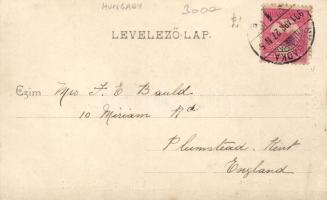 HUNGARY
3000
LEVELEZŐ-LAP.
Czim Mrs F. E Bauld
10 Miriam Rd
Plumstead. Kent
England